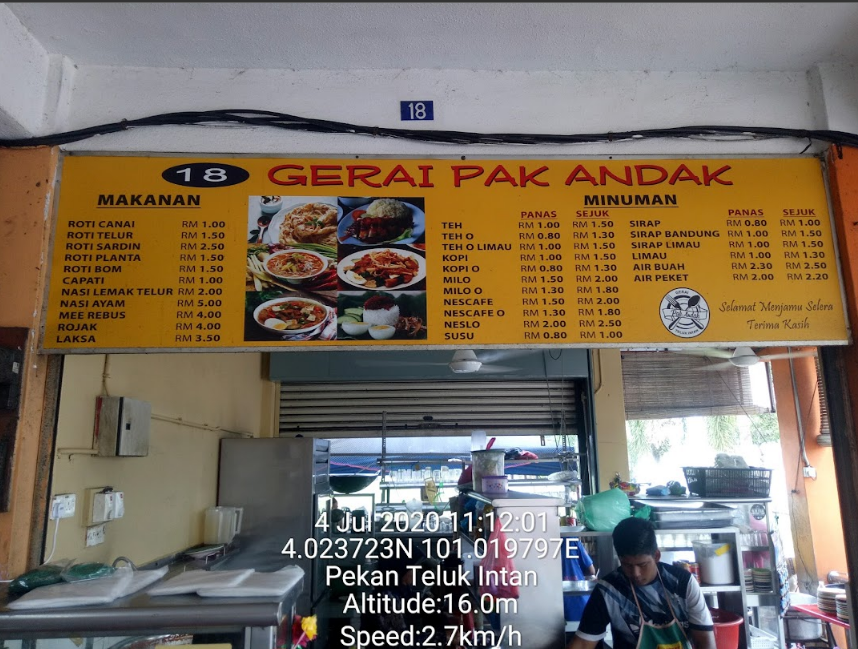 18
18 GERAI PAK ANDAK
MAKANAN
ROTI CANAI RM 1.00
ROTI TELUR RM 1.50
ROTI SARDIN RM 2.50
ROTI PLANTA RM 1.50
ROTI BOM RM 1.50
CAPATI RM 1.00
NASI LEMAK TELUR RM 2.00
NASI AYAM RM 5.00
MEE REBUS RM 4.00
ROJAK RM 4.00
LAKSA RM 3.50
MINUMAN
PANAS SEJUK
TEH RM 1.00 RM 1.50
TEH O RM 0.80 RM 1.30
TEH O LIMAU RM 1.00 RM 1.50
KOPI RM 1.00 RM 1.50
KOPI O RM 0.80 RM 1.30
MILO RM 1.50 RM 2.00
MILO O RM 1.30 RM 1.80
NESCAFE RM 1.50 RM 2.00
NESCAFE O RM 1.30 RM 1.80
NESLO RM 2.00 RM 2.50
SUSU RM 0.80 RM 1.00
PANAS SEJUK
SIRAP RM 0.80 RM 1.00
SIRAP BANDUNG RM 1.00 RM 1.50
SIRAP LIMAU RM 1.00 RM 1.50
LIMAU RM 1.00 RM 1.50
AIR BUAH RM 2.30 RM 2.50
AIR PEKET RM 2.00 RM 2.20
GERAI
Selamat Menjamu Selera
Terima Kasih
4 Jul 2020 11:12:01
4.023723N 101.019797E
Pekan Teluk Intan
Altitude:16.0m
Speed:2.7km/h